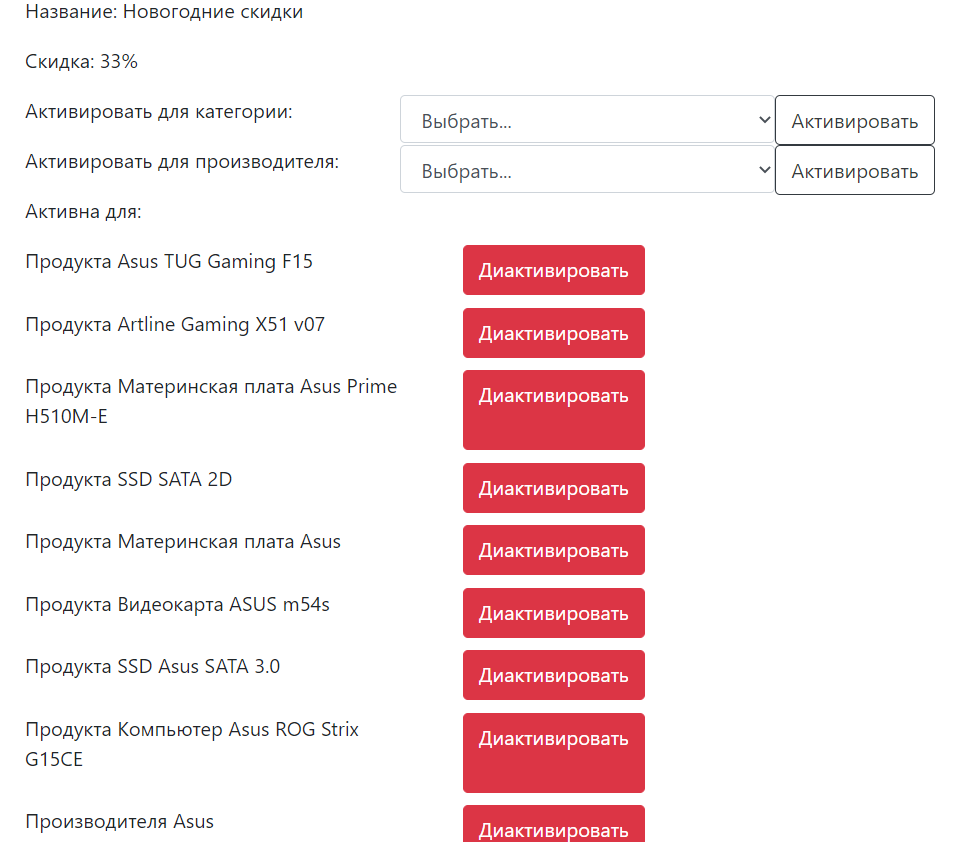 Название: Новогодние скидки
Скидка: 33%
Активировать для категории:
Выбрать...
Активировать
Активировать для производителя:
Выбрать...
Активировать
Активна для:
Продукта Asus TUG Gaming F15
Диактивировать
Продукта Artline Gaming X51 v07
Диактивировать
Продукта Материнская плата Asus Prime
H510M-E
Диактивировать
Продукта SSD SATA 2D
Диактивировать
Продукта Материнская плата Asus
Диактивировать
Продукта Видеокарта ASUS m54s
Диактивировать
Продукта SSD Asus SATA 3.0
Диактивировать
Продукта Компьютер Asus ROG Strix
G15CE
Диактивировать
Производителя Asus
Диактивировать